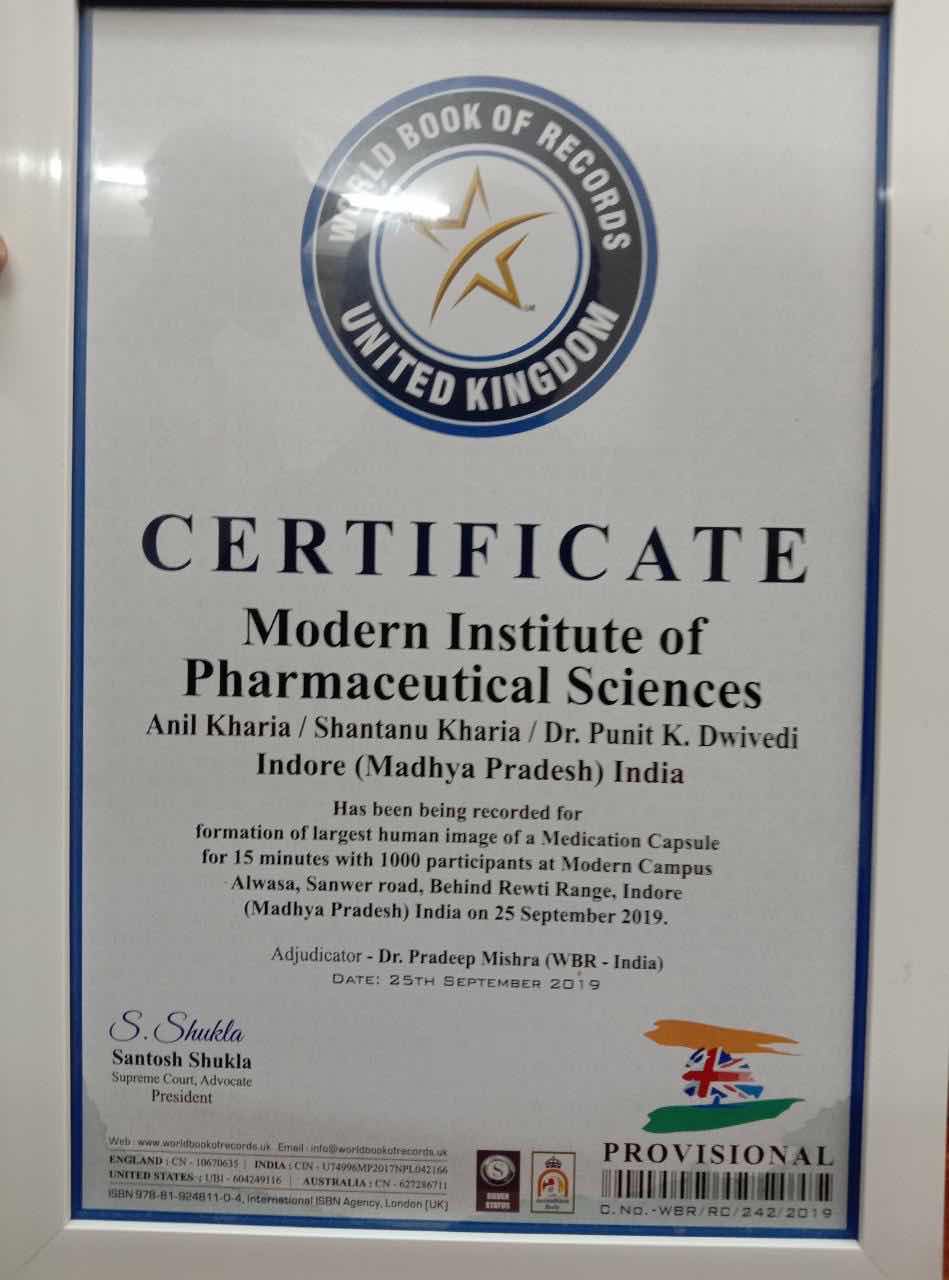 WORLD BOOK OF RECORDS
UNITED KINGDOM
CERTIFICATE
Modern Institute of
Pharmaceutical Sciences
Anil Kharia / Shantanu Kharia / Dr. Punit K. Dwivedi
Indore (Madhya Pradesh) India
Has been being recorded for
formation of largest human image of a Medication Capsule
for 15 minutes with 1000 participants at Modern Campus
Alwasa, Sanwer road, Behind Rewti Range, Indore
(Madhya Pradesh) India on 25 September 2019.
Adjudicator - Dr. Pradeep Mishra (WBR - India)
DATE: 25TH SEPTEMBER 2019
S. Shukla
Santosh Shukla
Supreme Court, Advocate
President
Web : www.worldbookofrecords.uk Email : info@worldbookofrecords.uk
ENGLAND : CN - 10670635 | INDIA : CIN - U74996MP2017NPL042166
UNITED STATES : UBI - 604249116 | AUSTRALIA : CN - 627286711
ISBN 978-81-924811-0-4, International ISBN Agency, London (UK)
S
SILVER
STATUS
Accreditation
Body
PROVISIONAL
C. No.-WBR/RC/242/2019